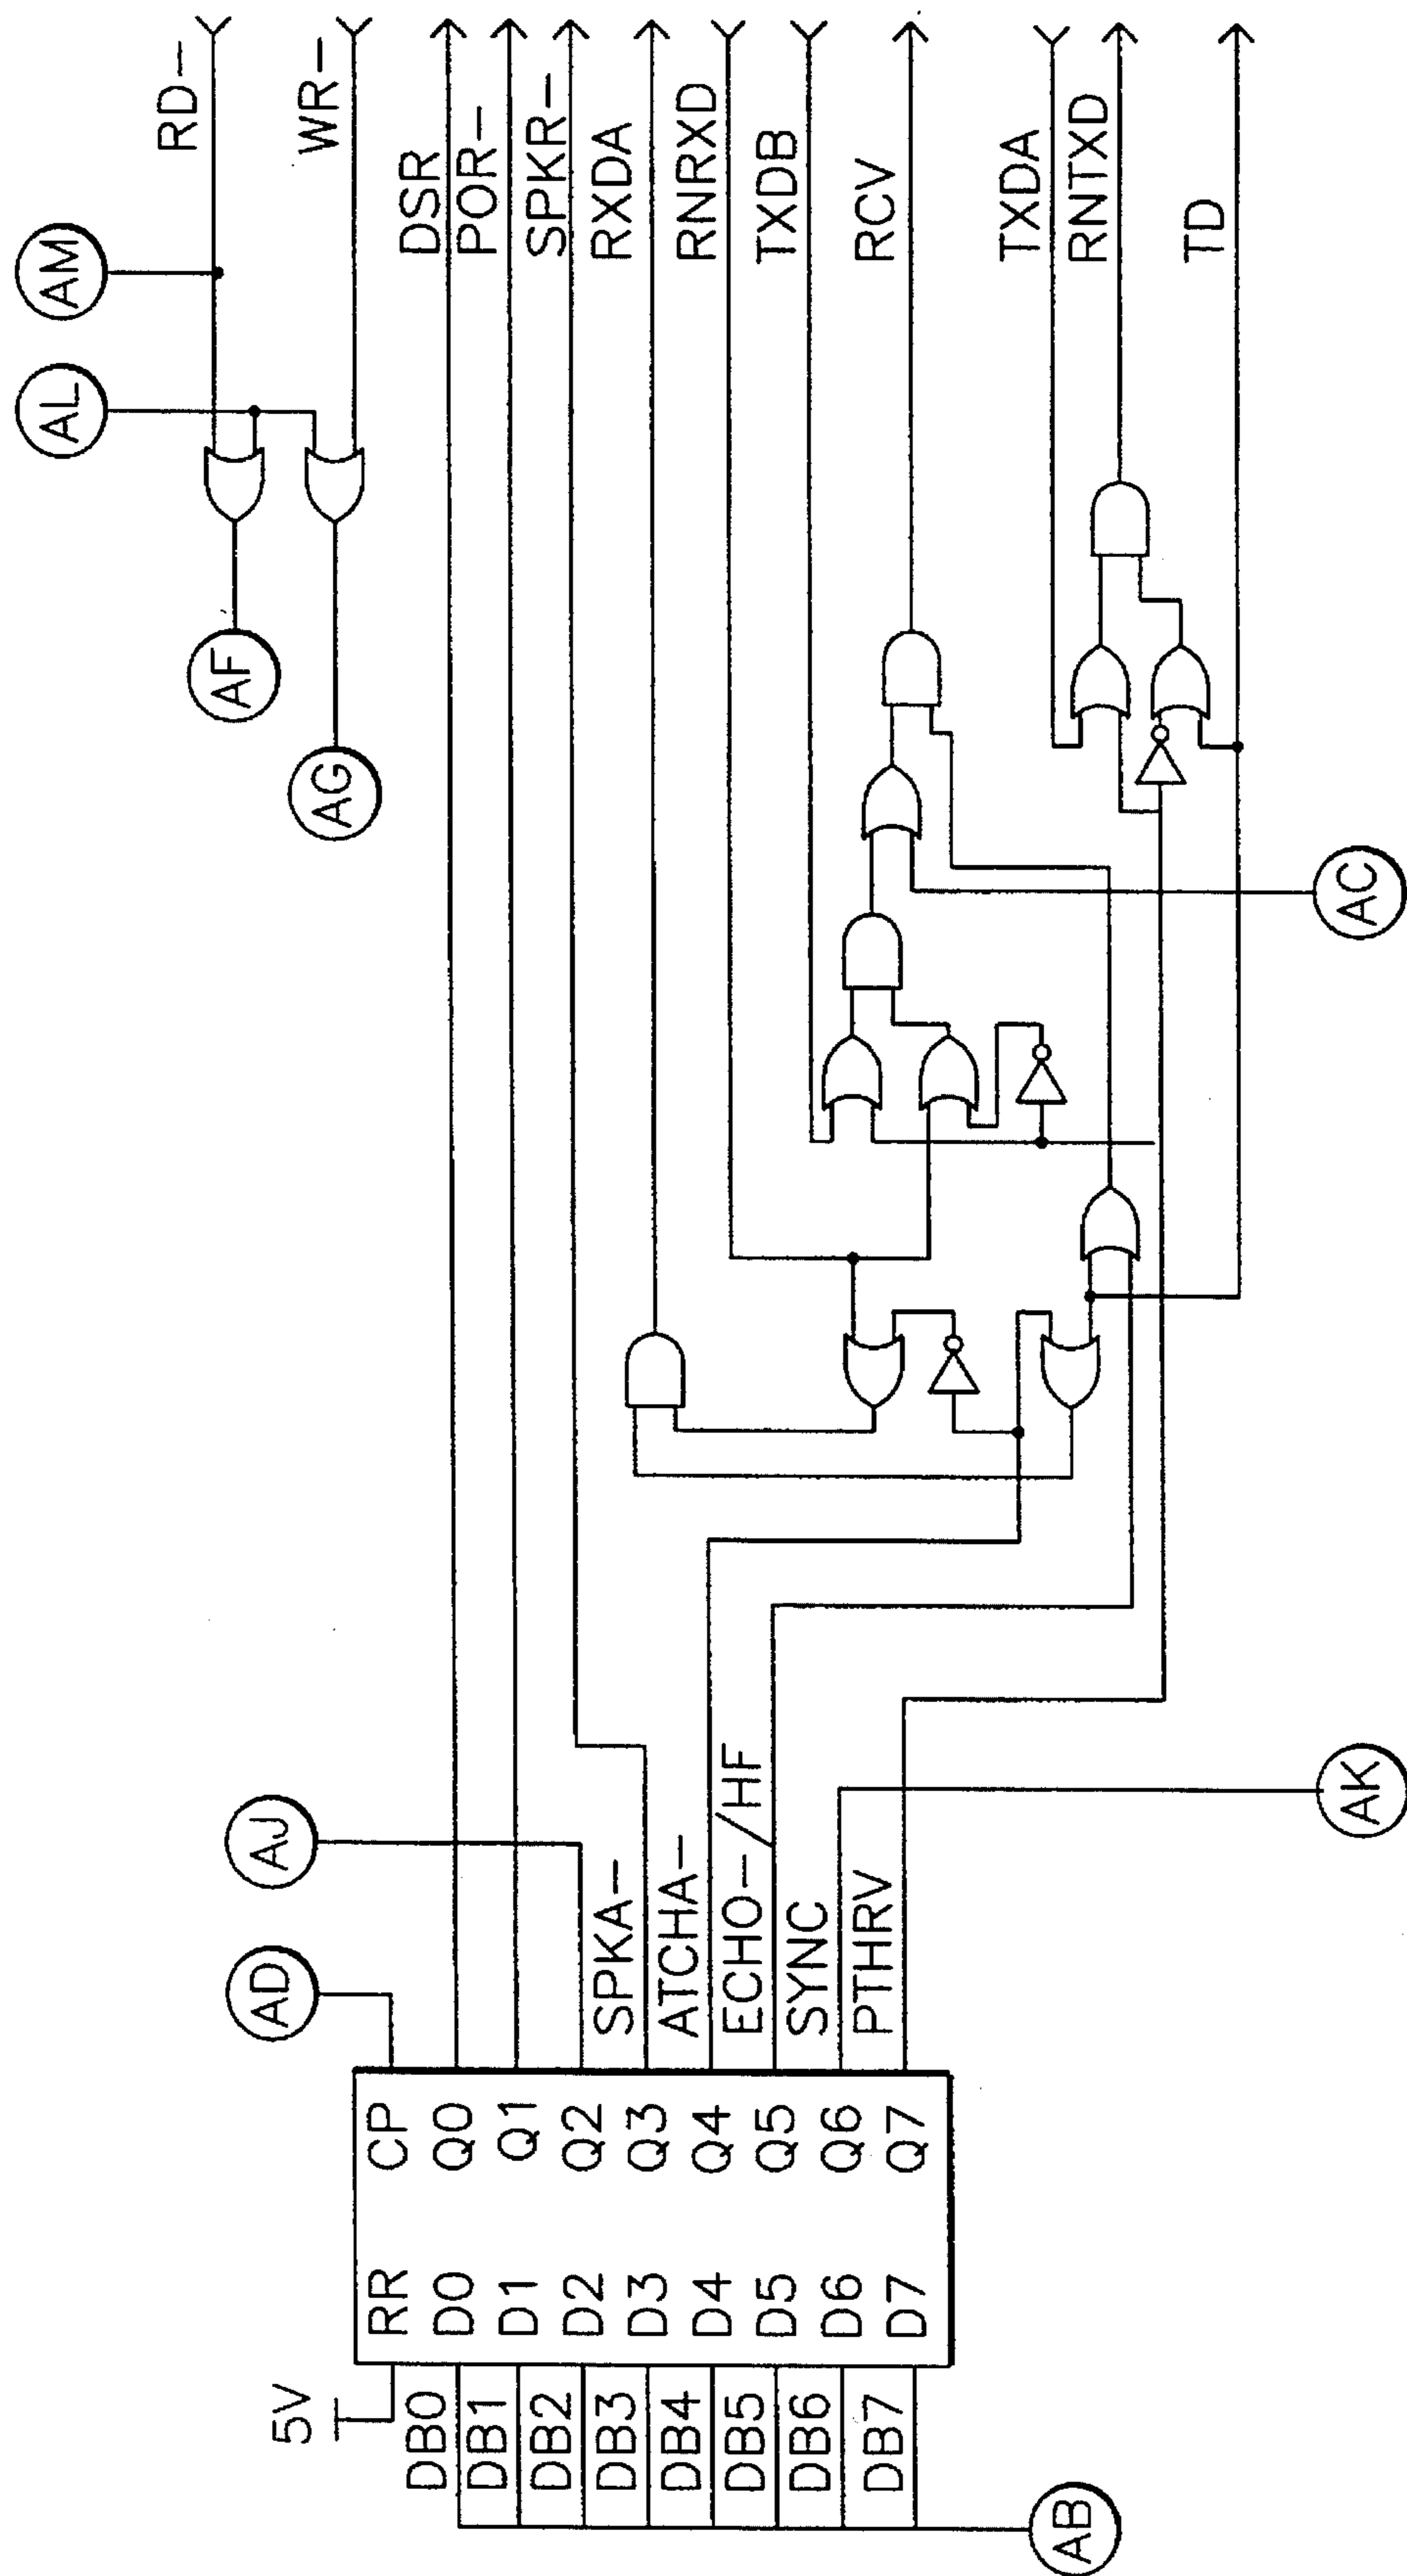 AM
AL
RD-
WR-
AF
AG
DSR
POR-
SPKR-
RXDA
RNRXD
TXDB
RCV
TXDA
RNTXD
TD
AC
AJ
AD
SPKA-
ATCHA-
ECHO-/HF
SYNC
PTHRV
AK
5V
RR CP
DB0 D0 Q0
DB1 D1 Q1
DB2 D2 Q2
DB3 D3 Q3
DB4 D4 Q4
DB5 D5 Q5
DB6 D6 Q6
DB7 D7 Q7
AB